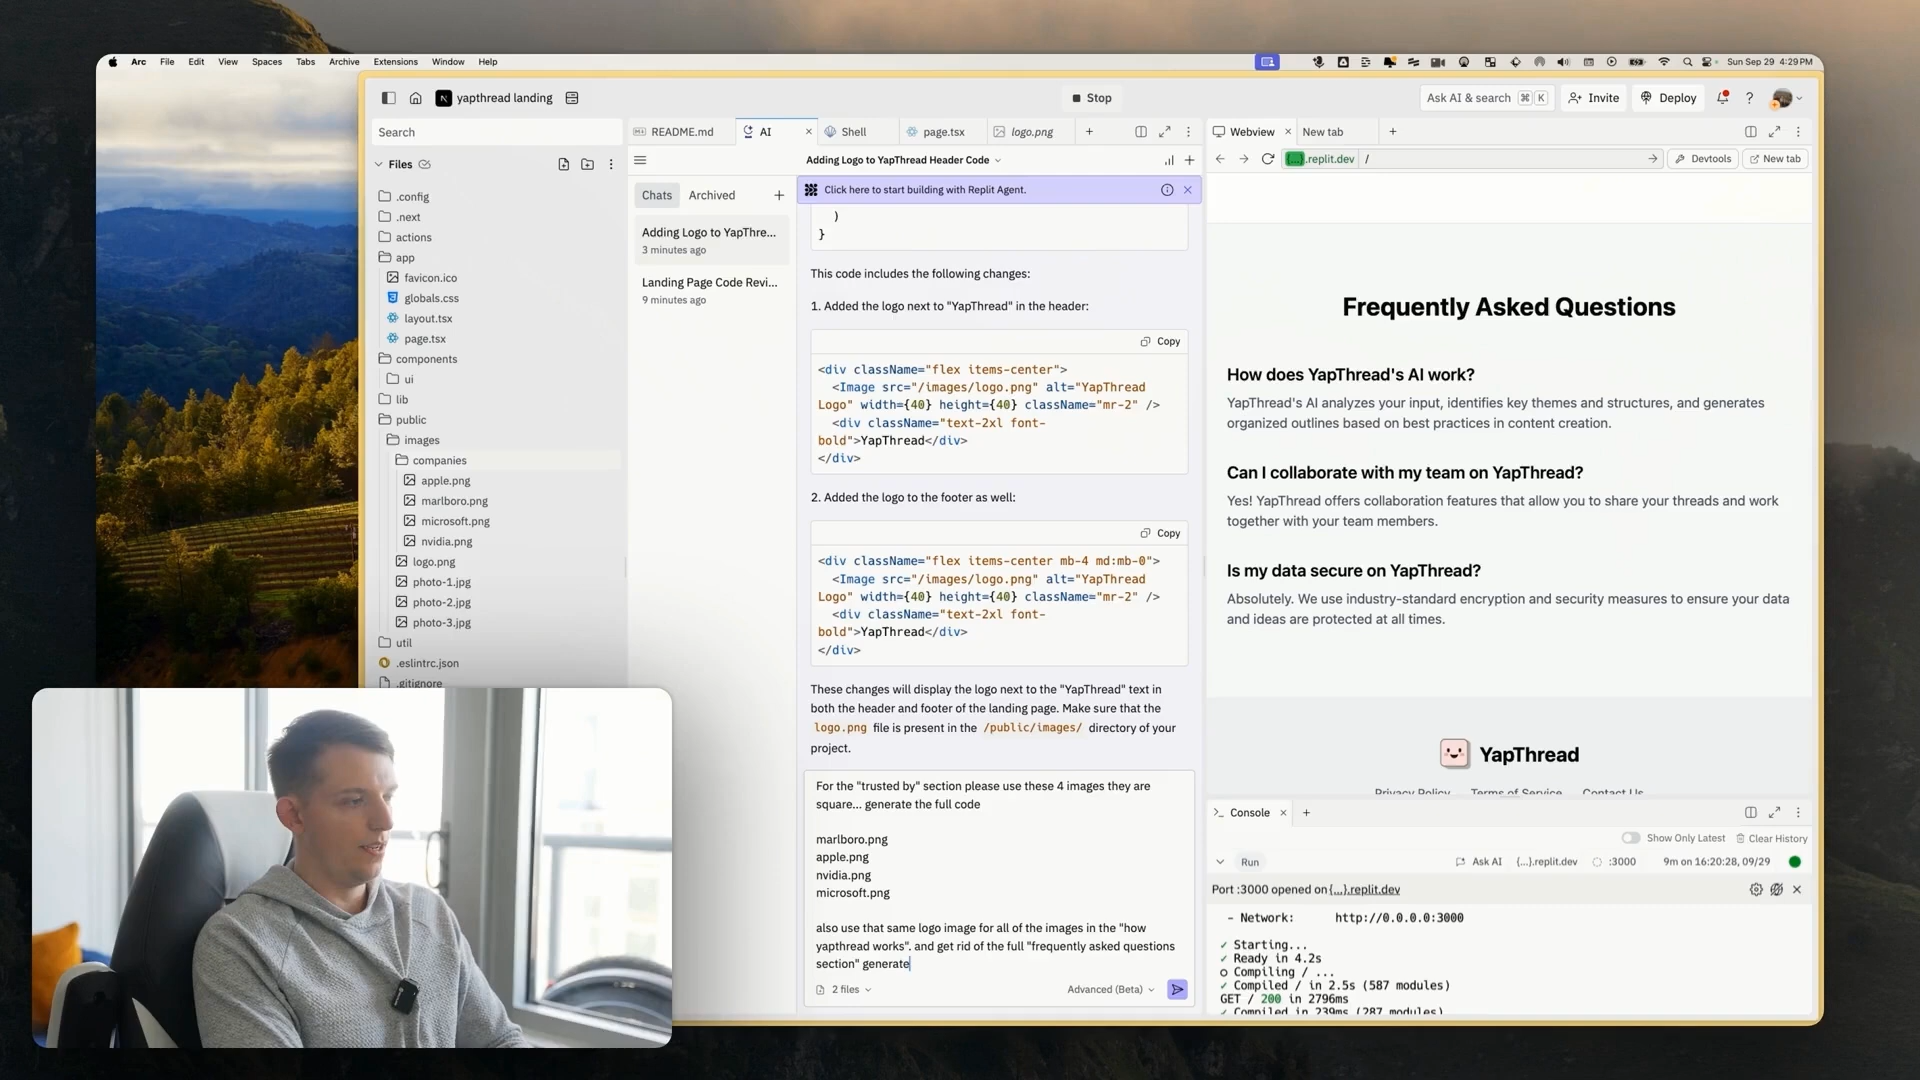 Arc File Edit View Spaces Tabs Archive Extensions Window Help
Sun Sep 29 4:29 PM
yapthread landing
Stop
Ask AI & search ⌘ K
Invite
Deploy
?
Search
Files
.config
.next
actions
app
favicon.ico
globals.css
layout.tsx
page.tsx
components
ui
lib
public
images
companies
apple.png
marlboro.png
microsoft.png
nvidia.png
logo.png
photo-1.jpg
photo-2.jpg
photo-3.jpg
util
.eslintrc.json
.gitignore
README.md
AI
Shell
page.tsx
logo.png
Adding Logo to YapThread Header Code
Chats
Archived
Adding Logo to YapThre...
3 minutes ago
Landing Page Code Revi...
9 minutes ago
Click here to start building with Replit Agent.
)
}
This code includes the following changes:
1. Added the logo next to "YapThread" in the header:
Copy
<div className="flex items-center">
<Image src="/images/logo.png" alt="YapThread
Logo" width={40} height={40} className="mr-2" />
<div className="text-2xl font-
bold">YapThread</div>
</div>
2. Added the logo to the footer as well:
Copy
<div className="flex items-center mb-4 md:mb-0">
<Image src="/images/logo.png" alt="YapThread
Logo" width={40} height={40} className="mr-2" />
<div className="text-2xl font-
bold">YapThread</div>
</div>
These changes will display the logo next to the "YapThread" text in
both the header and footer of the landing page. Make sure that the
logo.png file is present in the /public/images/ directory of your
project.
For the "trusted by" section please use these 4 images they are
square... generate the full code
marlboro.png
apple.png
nvidia.png
microsoft.png
also use that same logo image for all of the images in the "how
yapthread works". and get rid of the full "frequently asked questions
section" generate
2 files
Advanced (Beta)
Webview
New tab
{...}.replit.dev /
Devtools
New tab
Frequently Asked Questions
How does YapThread's AI work?
YapThread's AI analyzes your input, identifies key themes and structures, and generates
organized outlines based on best practices in content creation.
Can I collaborate with my team on YapThread?
Yes! YapThread offers collaboration features that allow you to share your threads and work
together with your team members.
Is my data secure on YapThread?
Absolutely. We use industry-standard encryption and security measures to ensure your data
and ideas are protected at all times.
YapThread
Privacy Policy Terms of Service Contact Us
Console
Show Only Latest
Clear History
Run
Ask AI
{...}.replit.dev
:3000
9m on 16:20:28, 09/29
Port :3000 opened on {...}.replit.dev
- Network: http://0.0.0.0:3000
✓ Starting...
✓ Ready in 4.2s
○ Compiling / ...
✓ Compiled / in 2.5s (587 modules)
GET / 200 in 2796ms
✓ Compiled in 239ms (287 modules)